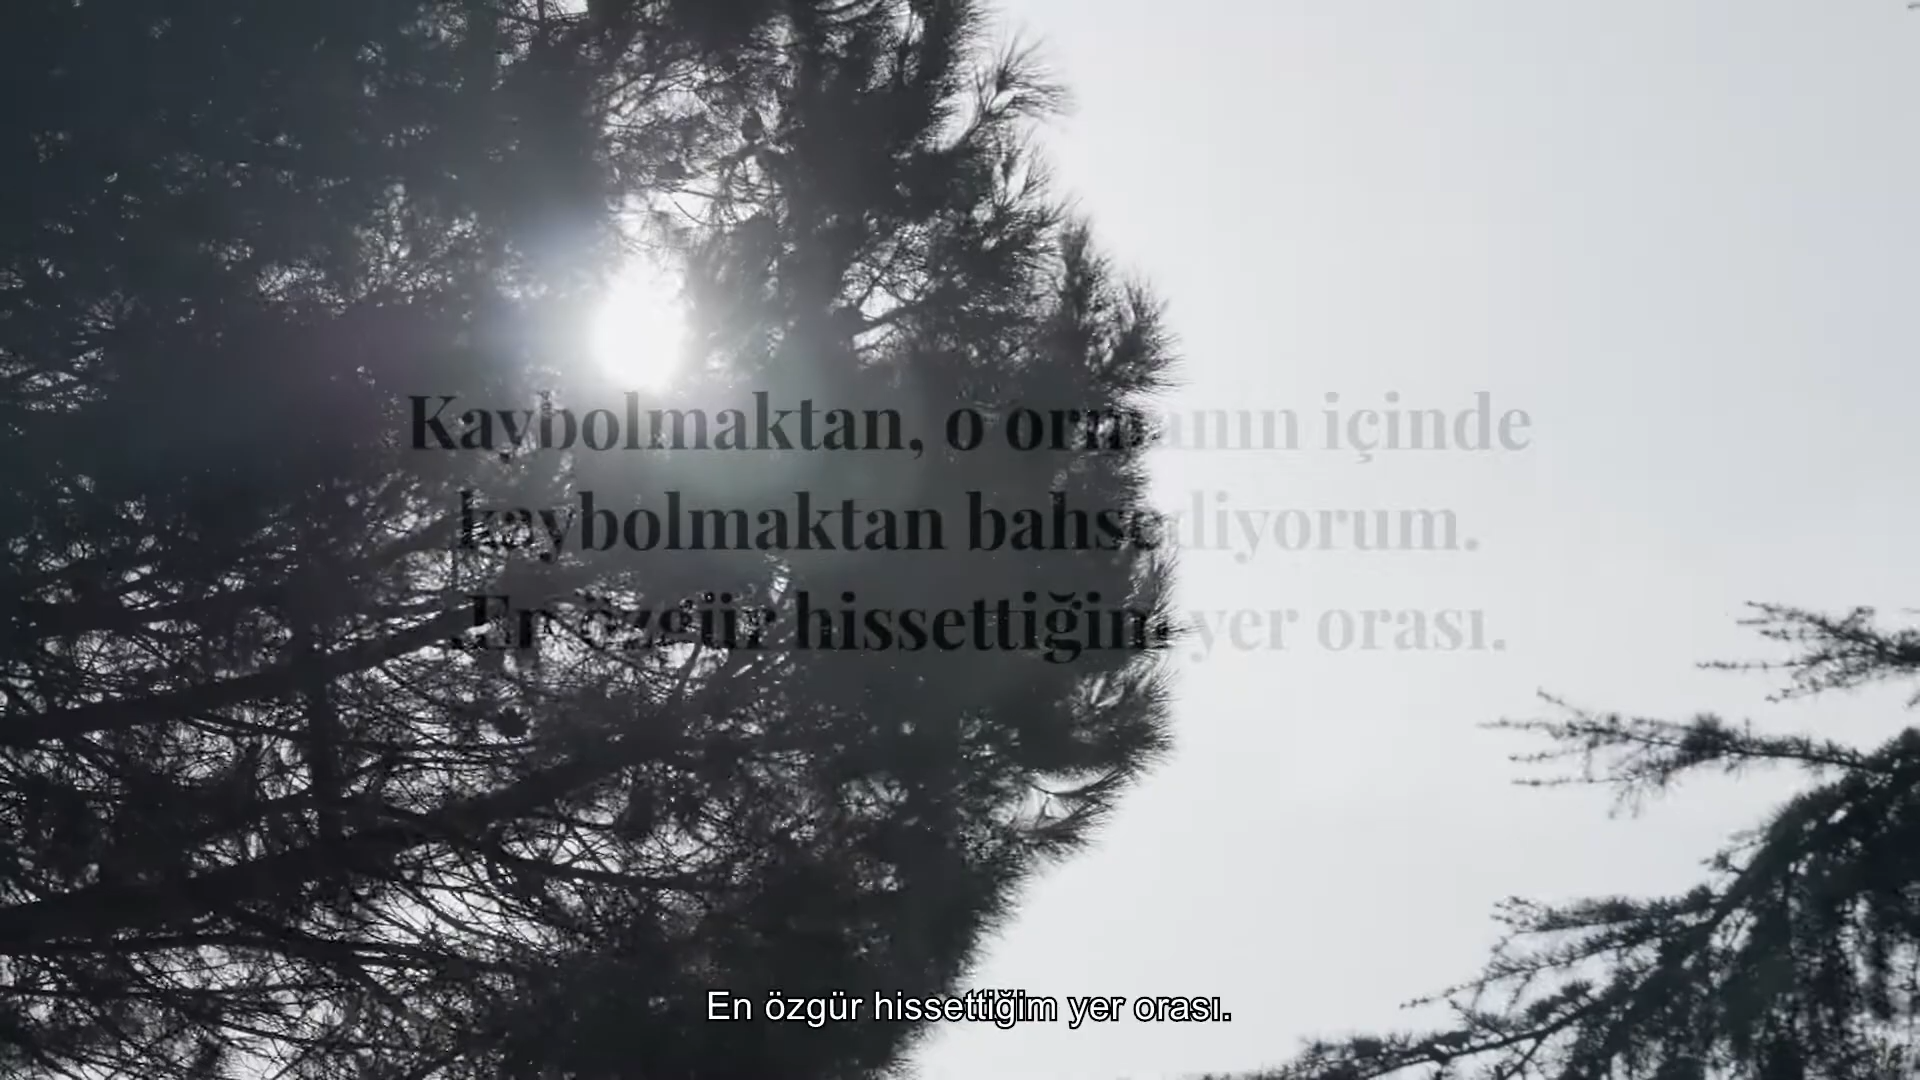 Kaybolmaktan, o ormanın içinde
kaybolmaktan bahsediyorum.
En özgür hissettiğim yer orası.
En özgür hissettiğim yer orası.